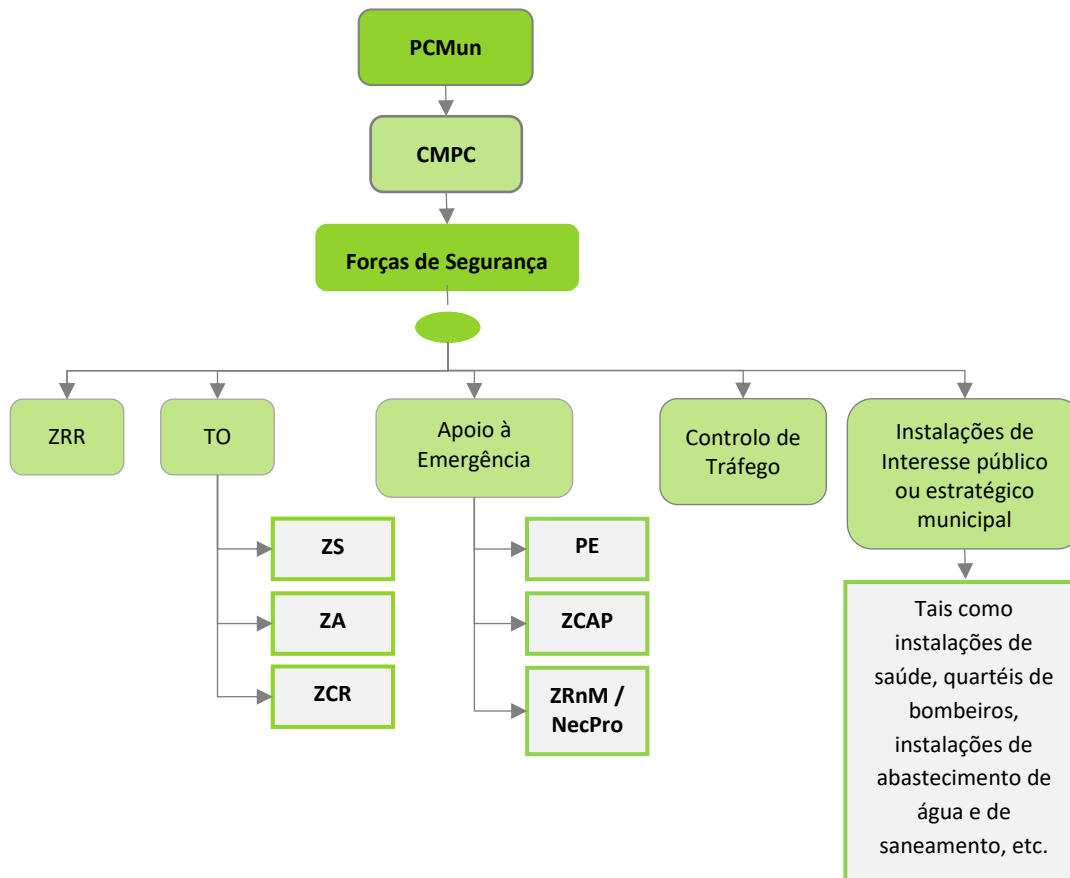 PCMun
CMPC
Forças de Segurança
ZRR
TO
Apoio à
Emergência
Controlo de
Tráfego
Instalações de
Interesse público
ou estratégico
municipal
ZS
ZA
ZCR
PE
ZCAP
ZRnM /
NecPro
Tais como
instalações de
saúde, quartéis de
bombeiros,
instalações de
abastecimento de
água e de
saneamento, etc.